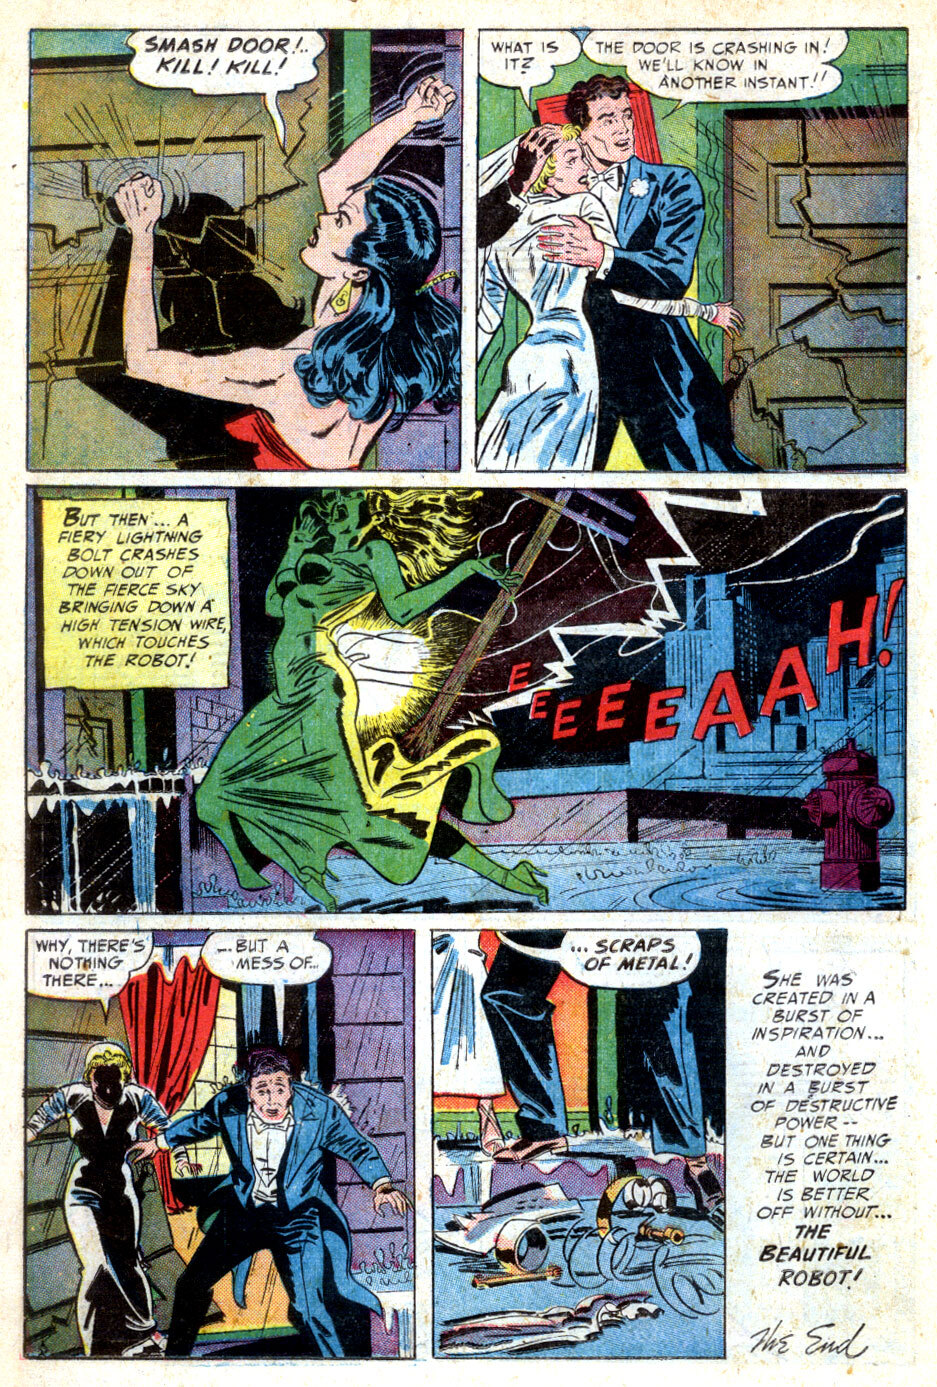 SMASH DOOR!..
KILL! KILL!
WHAT IS
IT?
THE DOOR IS CRASHING IN!
WE'LL KNOW IN
ANOTHER INSTANT!!
BUT THEN... A
FIERY LIGHTNING
BOLT CRASHES
DOWN OUT OF
THE FIERCE SKY
BRINGING DOWN A
HIGH TENSION WIRE,
WHICH TOUCHES
THE ROBOT!
EEEEEAAAH!
WHY, THERE'S
NOTHING
THERE...
...BUT A
MESS OF...
...SCRAPS
OF METAL!
SHE WAS
CREATED IN A
BURST OF
INSPIRATION...
AND
DESTROYED
IN A BURST
OF DESTRUCTIVE
POWER--
BUT ONE THING
IS CERTAIN...
THE WORLD
IS BETTER
OFF WITHOUT...
THE
BEAUTIFUL
ROBOT!
The End